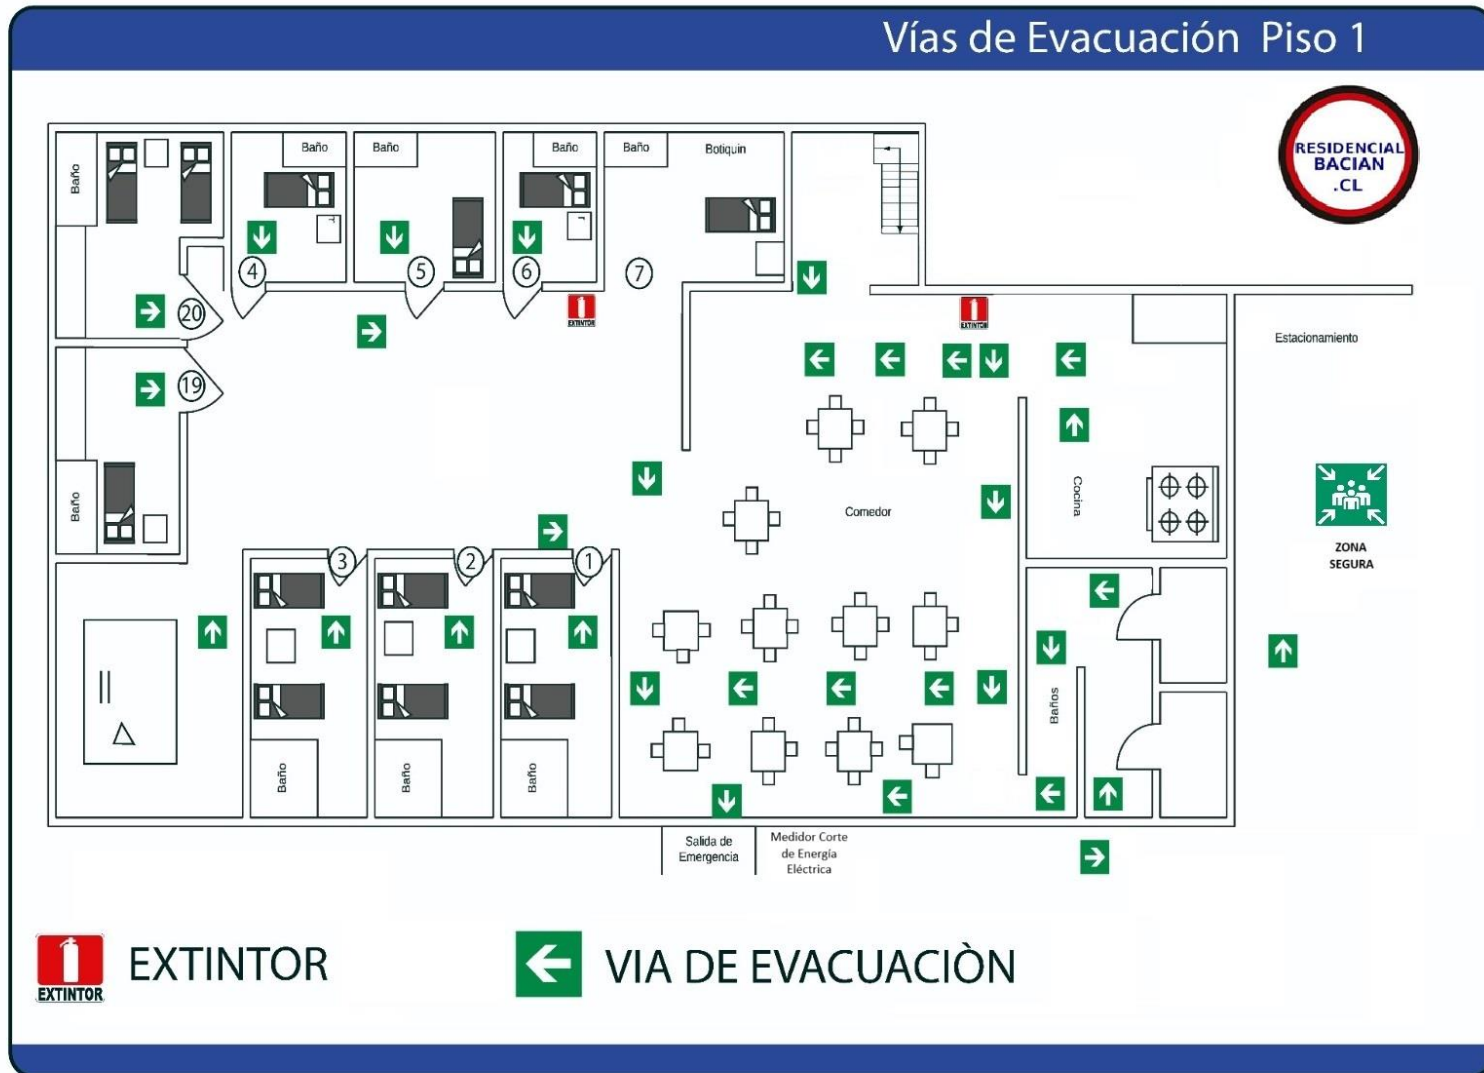 Vías de Evacuación Piso 1
RESIDENCIAL
BACIAN
.CL
Baño
Baño
Baño
Baño
Baño
Botiquin
4
5
6
7
20
EXTINTOR
EXTINTOR
Estacionamiento
19
Baño
Cocina
Comedor
ZONA
SEGURA
3
2
1
Baños
Baño
Baño
Baño
Salida de
Emergencia
Medidor Corte
de Energía
Eléctrica
EXTINTOR
EXTINTOR
VIA DE EVACUACIÒN